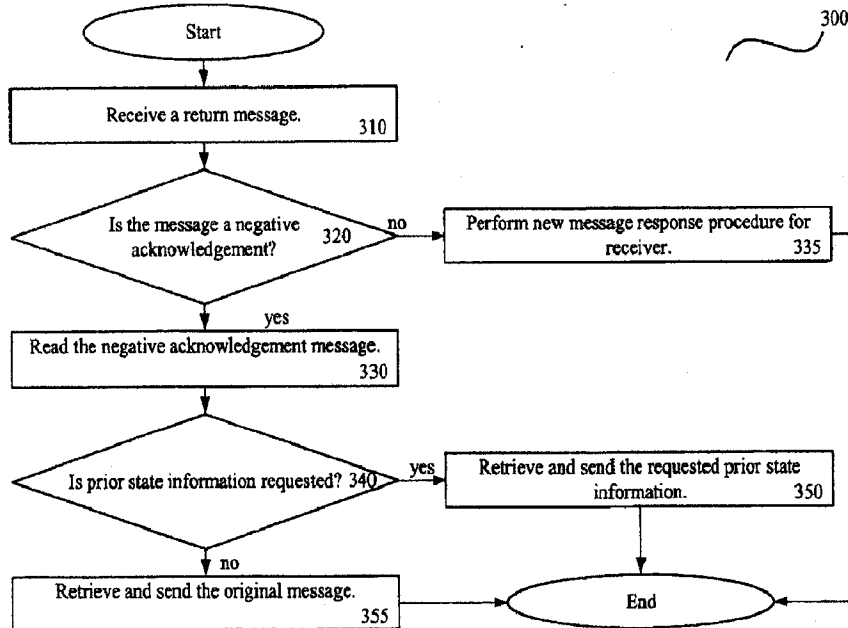 300
Start
Receive a return message.
310
Is the message a negative
acknowledgement?
320
no
Perform new message response procedure for
receiver.
335
yes
Read the negative acknowledgement message.
330
Is prior state information requested? 340
yes
Retrieve and send the requested prior state
information.
350
no
Retrieve and send the original message.
355
End